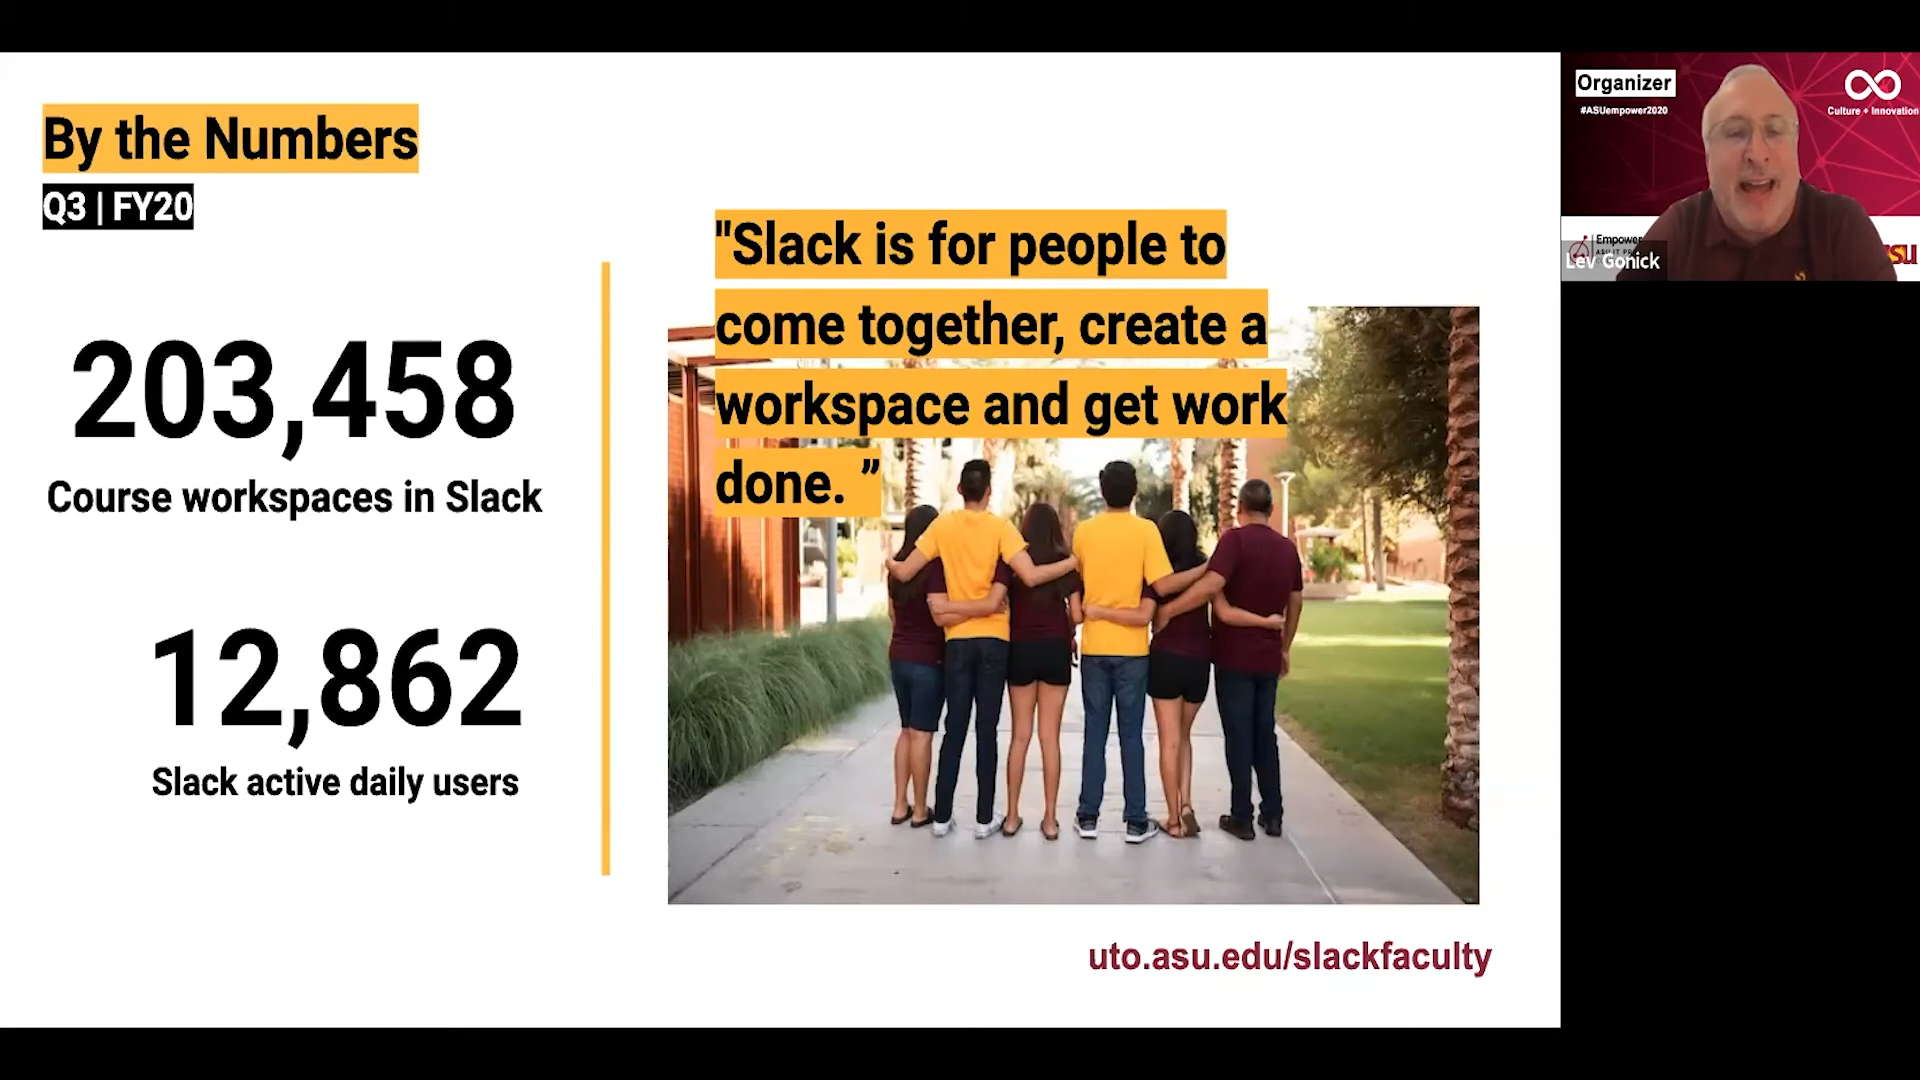 By the Numbers
Q3 | FY20
203,458
Course workspaces in Slack
12,862
Slack active daily users
"Slack is for people to
come together, create a
workspace and get work
done. ”
uto.asu.edu/slackfaculty
Organizer
#ASUempower2020
Culture + Innovation
Empower
Lev Gonick